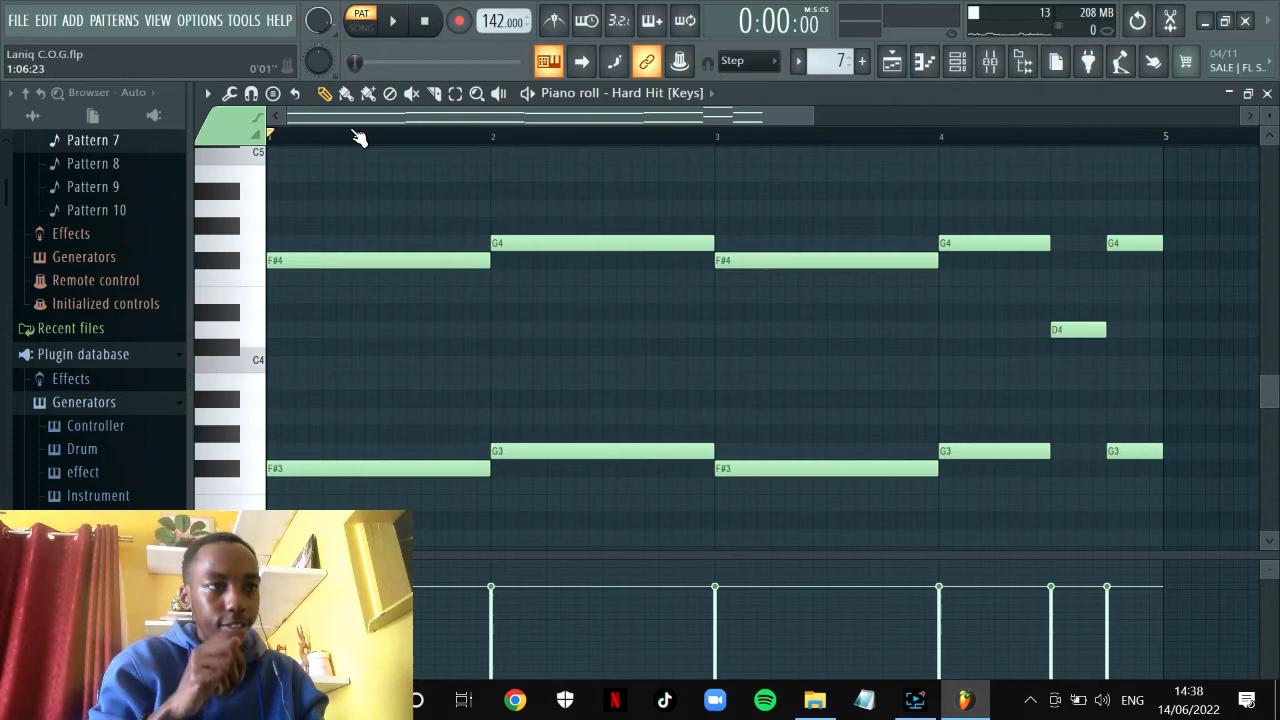 FILE EDIT ADD PATTERNS VIEW OPTIONS TOOLS HELP
PAT
SONG
142.000
3.2:
0:00:00
M:S:CS
13
208 MB
0
Laniq C.O.G.flp
1:06:23
0'01"
Step
7
04/11
SALE | FL S..
Browser - Auto
Piano roll - Hard Hit [Keys]
Pattern 7
Pattern 8
Pattern 9
Pattern 10
Effects
Generators
Remote control
Initialized controls
Recent files
Plugin database
Effects
Generators
Controller
Drum
effect
Instrument
2
3
4
5
C5
G4
G4
G4
F#4
F#4
D4
C4
G3
G3
G3
F#3
F#3
ENG
14:38
14/06/2022